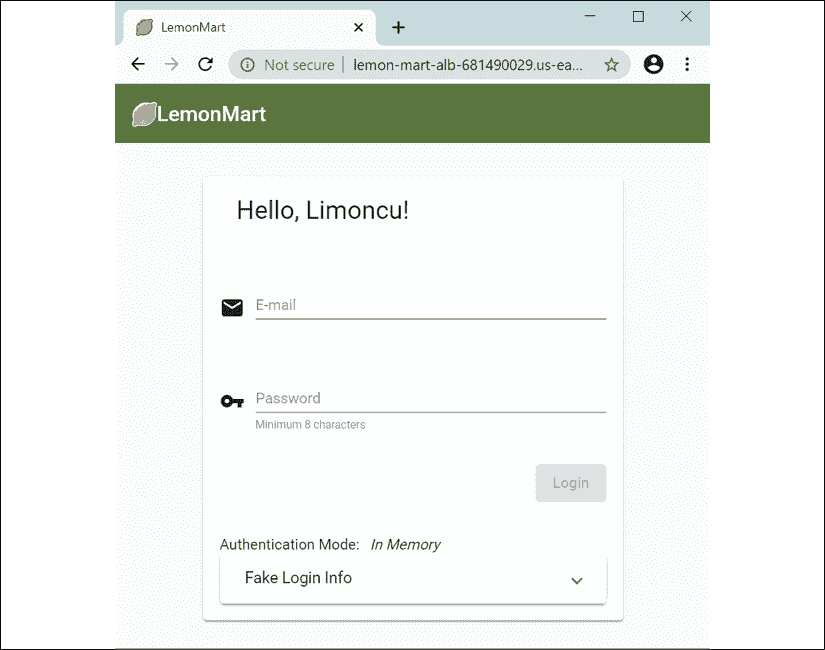 LemonMart
Not secure | lemon-mart-alb-681490029.us-ea...
LemonMart
Hello, Limoncu!
E-mail
Password
Minimum 8 characters
Login
Authentication Mode: In Memory
Fake Login Info